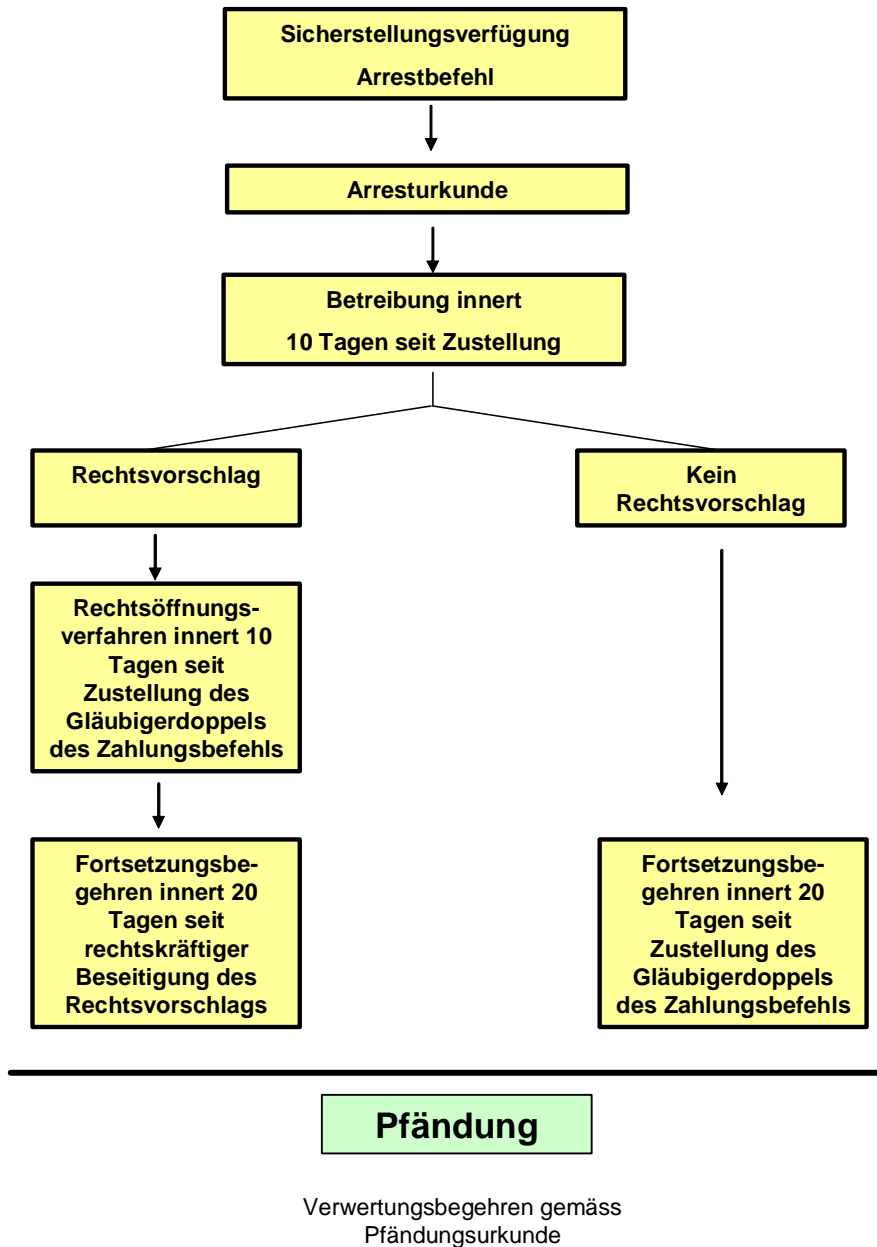 Sicherstellungsverfügung
Arrestbefehl
Arresturkunde
Betreibung innert
10 Tagen seit Zustellung
Rechtsvorschlag
Kein
Rechtsvorschlag
Rechtsöffnungs-
verfahren innert 10
Tagen seit
Zustellung des
Gläubigerdoppels
des Zahlungsbefehls
Fortsetzungsbe-
gehren innert 20
Tagen seit
rechtskräftiger
Beseitigung des
Rechtsvorschlags
Fortsetzungsbe-
gehren innert 20
Tagen seit
Zustellung des
Gläubigerdoppels
des Zahlungsbefehls
Pfändung
Verwertungsbegehren gemäss
Pfändungsurkunde